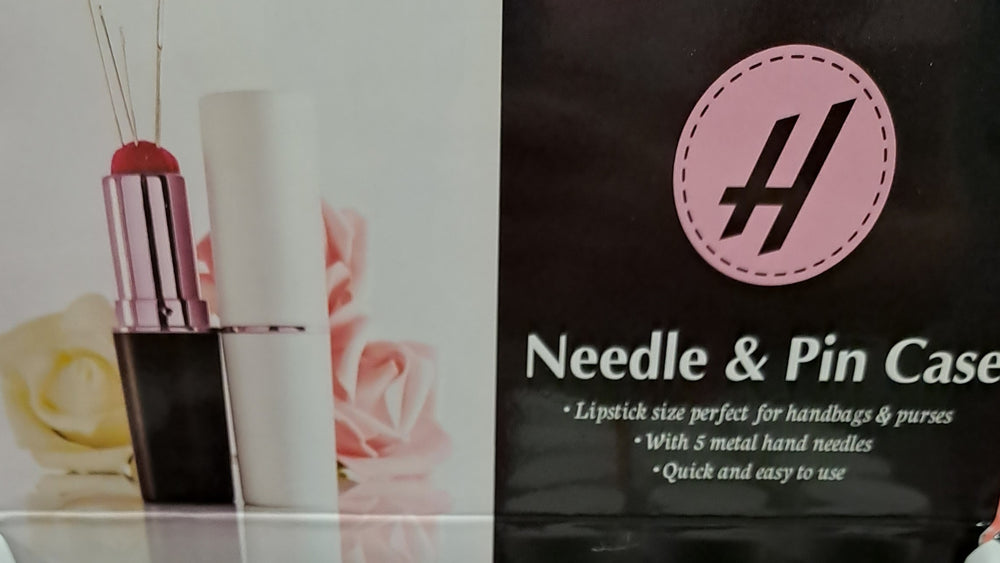 H
Needle & Pin Case
• Lipstick size perfect for handbags & purses
• With 5 metal hand needles
• Quick and easy to use